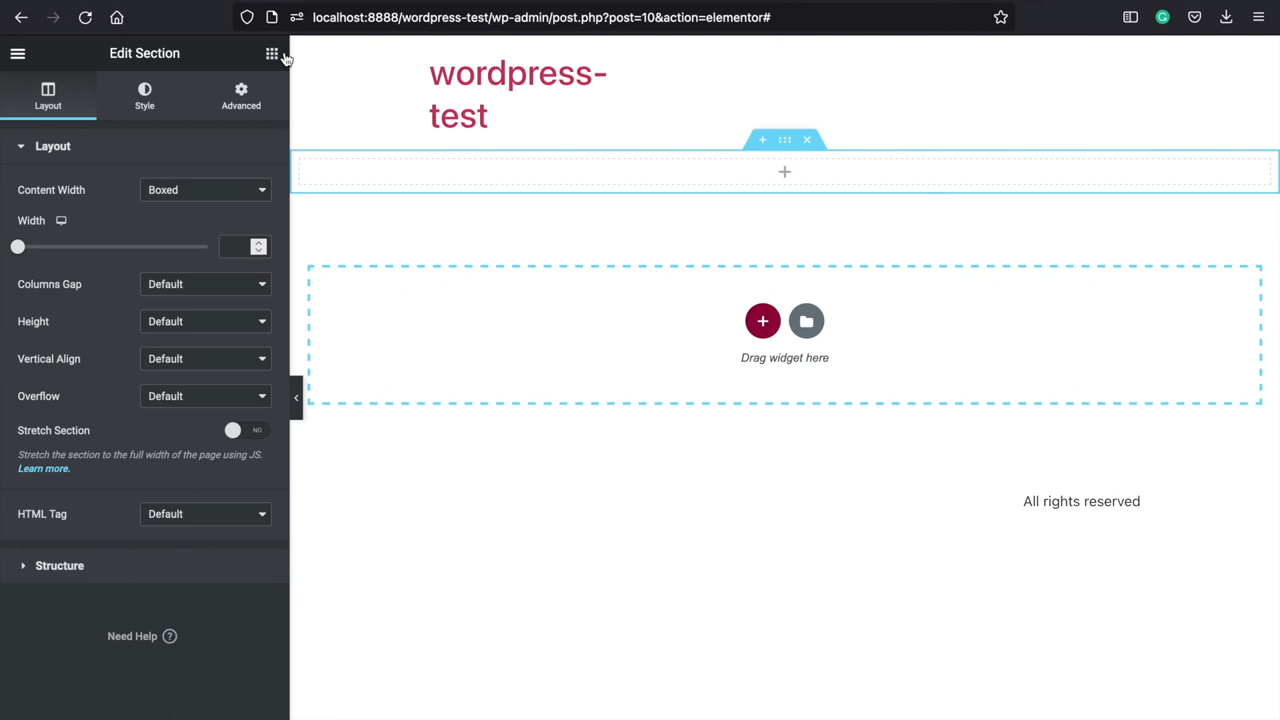 localhost:8888/wordpress-test/wp-admin/post.php?post=10&action=elementor#
Edit Section
Layout
Style
Advanced
Layout
Content Width
Boxed
Width
Columns Gap
Default
Height
Default
Vertical Align
Default
Overflow
Default
Stretch Section
NO
Stretch the section to the full width of the page using JS.
Learn more.
HTML Tag
Default
Structure
Need Help
wordpress-
test
Drag widget here
All rights reserved